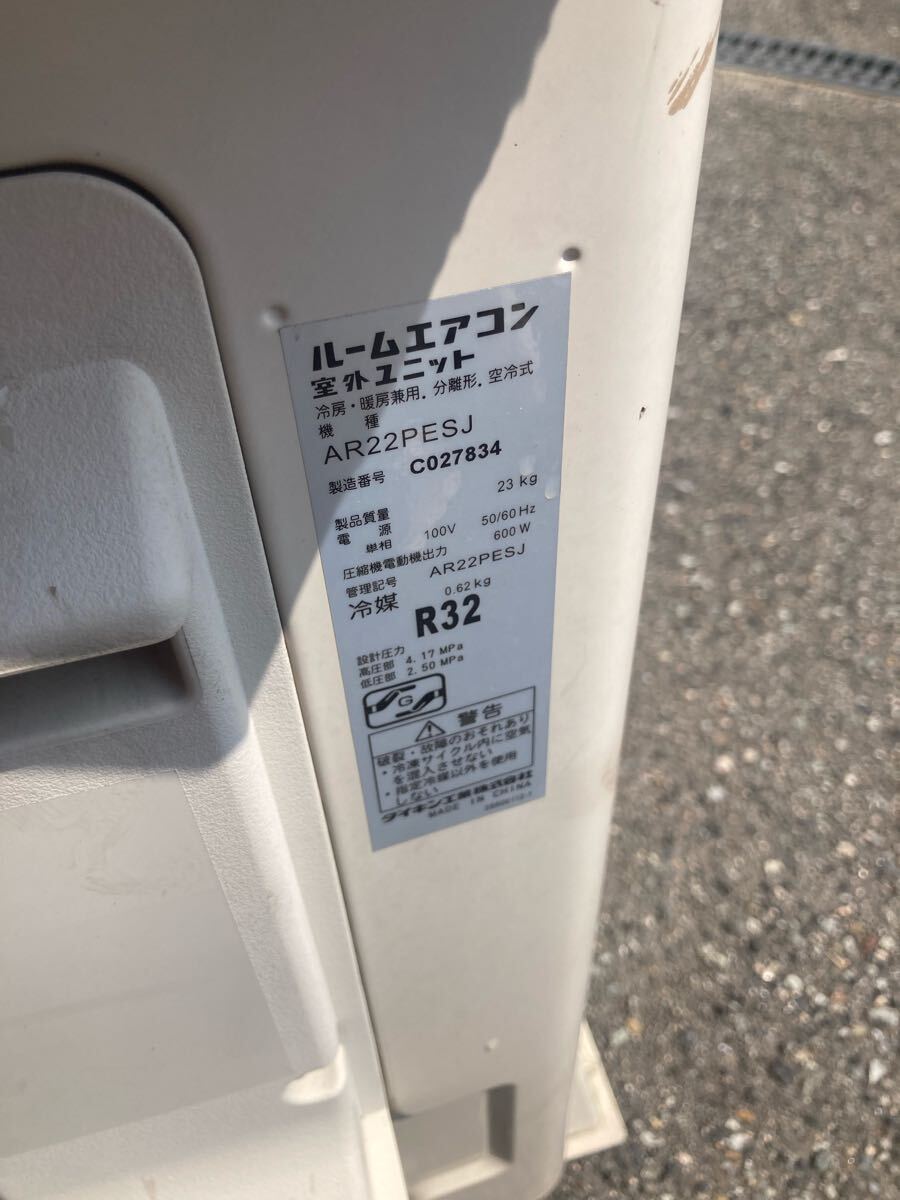 ルームエアコン
室外ユニット
冷房・暖房兼用．分離形．空冷式
機 種
AR22PESJ
製造番号 C027834
製品質量 23 kg
電 源 単相 100V 50/60 Hz
圧縮機電動機出力 600 W
管理記号 AR22PESJ
冷媒 0.62 kg
R32
設計圧力
高圧部 4.17 MPa
低圧部 2.50 MPa
G
警告
破裂・故障のおそれあり
・冷凍サイクル内に空気
を混入させない
・指定冷媒以外を使用
しない
ダイキン工業株式会社
MADE IN CHINA